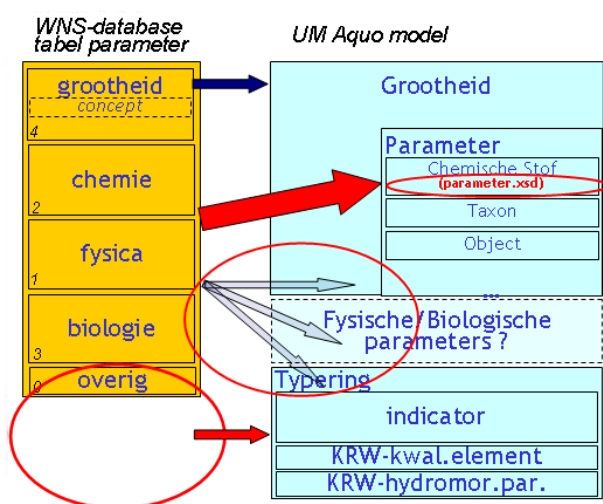 WNS-database
tabel parameter
UM Aquo model
grootheid
concept
4
chemie
2
fysica
1
biologie
3
overig
0
Grootheid
Parameter
Chemische Stof
(parameter.xsd)
Taxon
Object
...
Fysische/Biologische
parameters ?
Typering
indicator
KRW-kwal.element
KRW-hydromor.par.